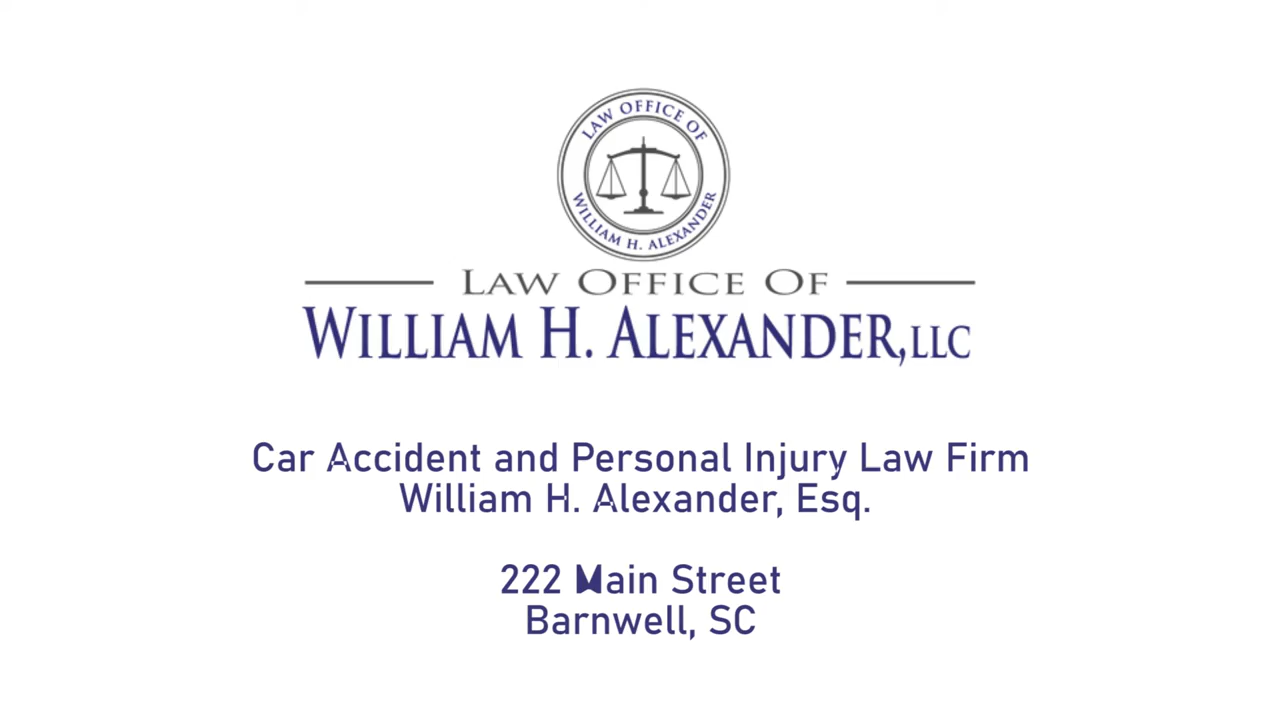 LAW OFFICE OF
WILLIAM H. ALEXANDER
LAW OFFICE OF
WILLIAM H. ALEXANDER, LLC
Car Accident and Personal Injury Law Firm
William H. Alexander, Esq.
222 Main Street
Barnwell, SC